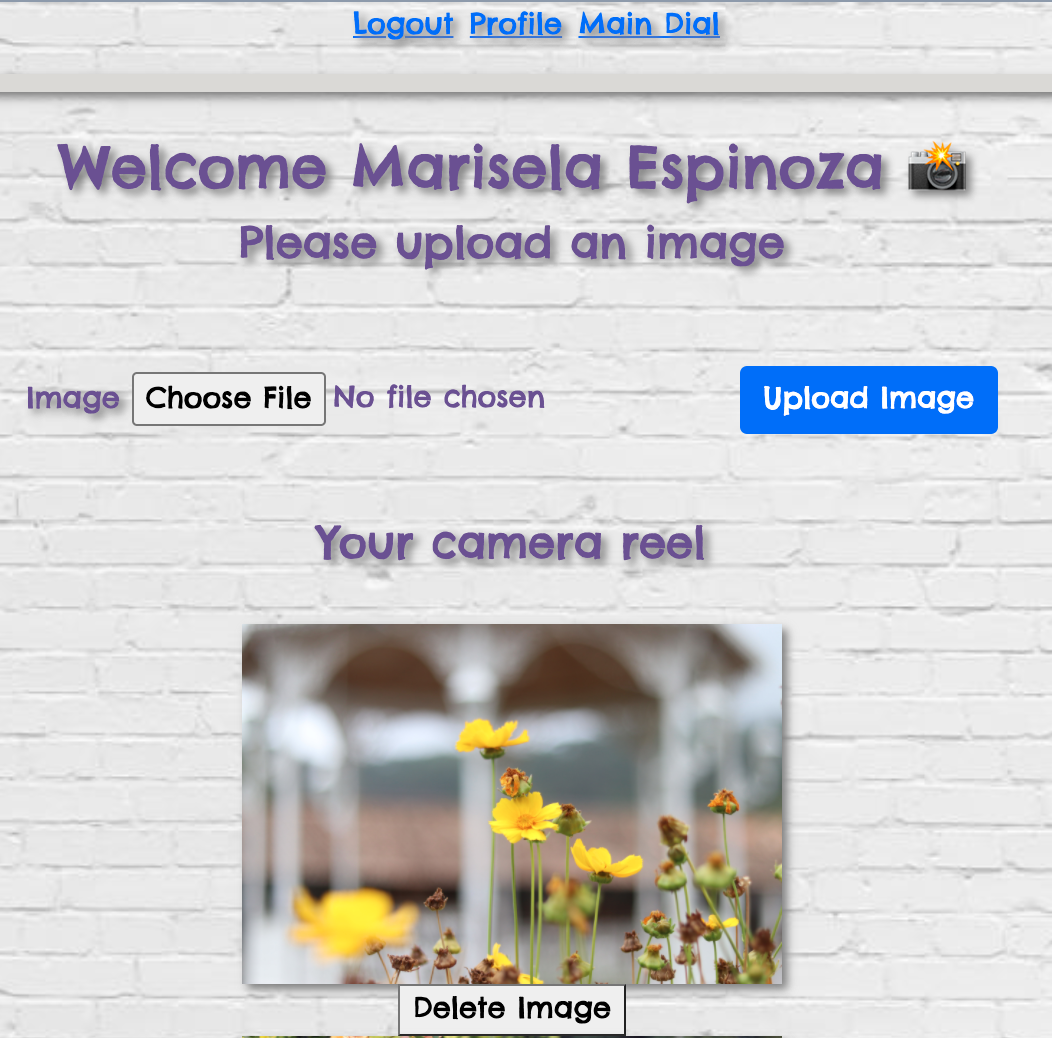 Logout Profile Main Dial
Welcome Marisela Espinoza 📸
Please upload an image
Image Choose File No file chosen Upload Image
Your camera reel
Delete Image